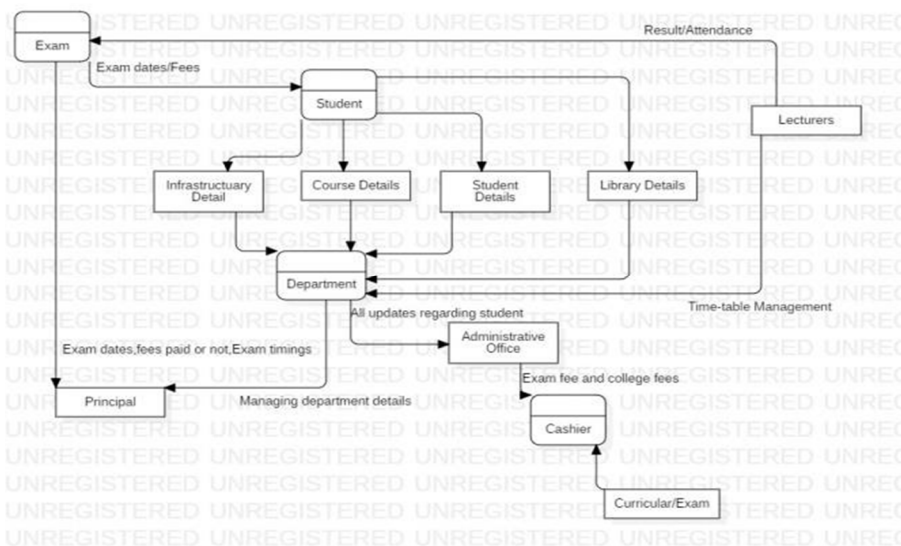 Result/Attendance
Exam
Exam dates/Fees
Student
Lecturers
Infrastructuary
Detail
Course Details
Student
Details
Library Details
Department
Time-table Management
All updates regarding student
Administrative
Office
Exam dates,fees paid or not,Exam timings
Exam fee and college fees
Principal
Managing department details
Cashier
Curricular/Exam
UNREGISTERED